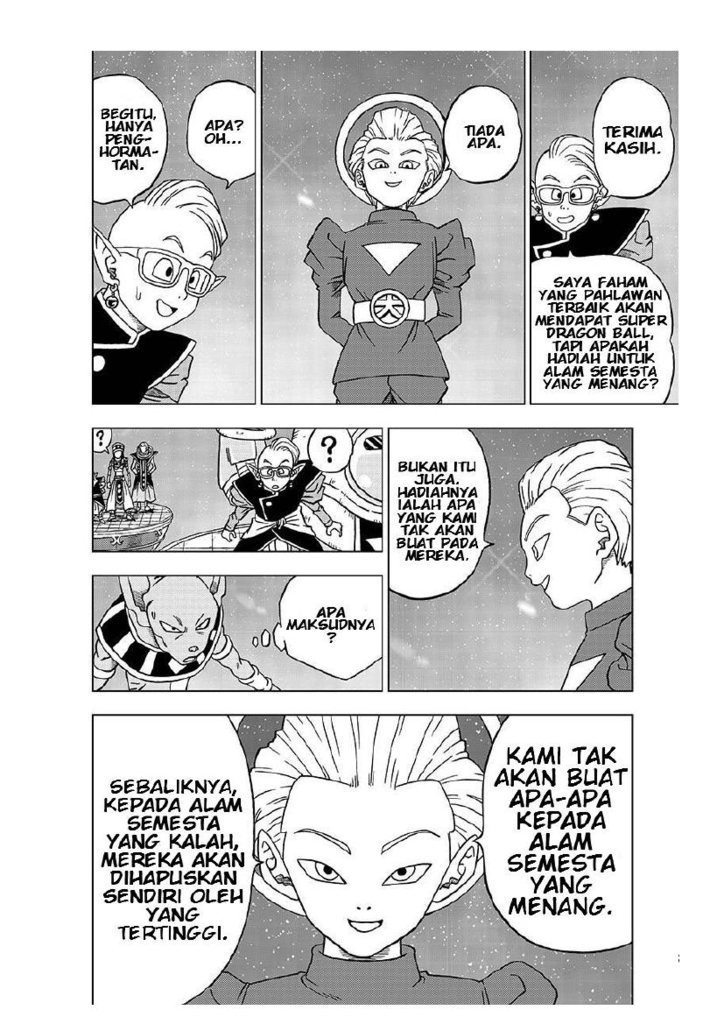 TERIMA
KASIH.
SAYA FAHAM
YANG PAHLAWAN
TERBAIK AKAN
MENDAPAT SUPER
DRAGON BALL,
TAPI APAKAH
HADIAH UNTUK
ALAM SEMESTA
YANG MENANG?
TIADA
APA.
APA?
OH...
BEGITU,
HANYA
PENG-
HORMA-
TAN.
大
BUKAN ITU
JUGA.
HADIAHNYA
IALAH APA
YANG KAMI
TAK AKAN
BUAT PADA
MEREKA.
?
?
APA
MAKSUDNYA
?
KAMI TAK
AKAN BUAT
APA-APA
KEPADA
ALAM
SEMESTA
YANG
MENANG.
SEBALIKNYA,
KEPADA ALAM
SEMESTA
YANG KALAH,
MEREKA AKAN
DIHAPUSKAN
SENDIRI OLEH
YANG
TERTINGGI.